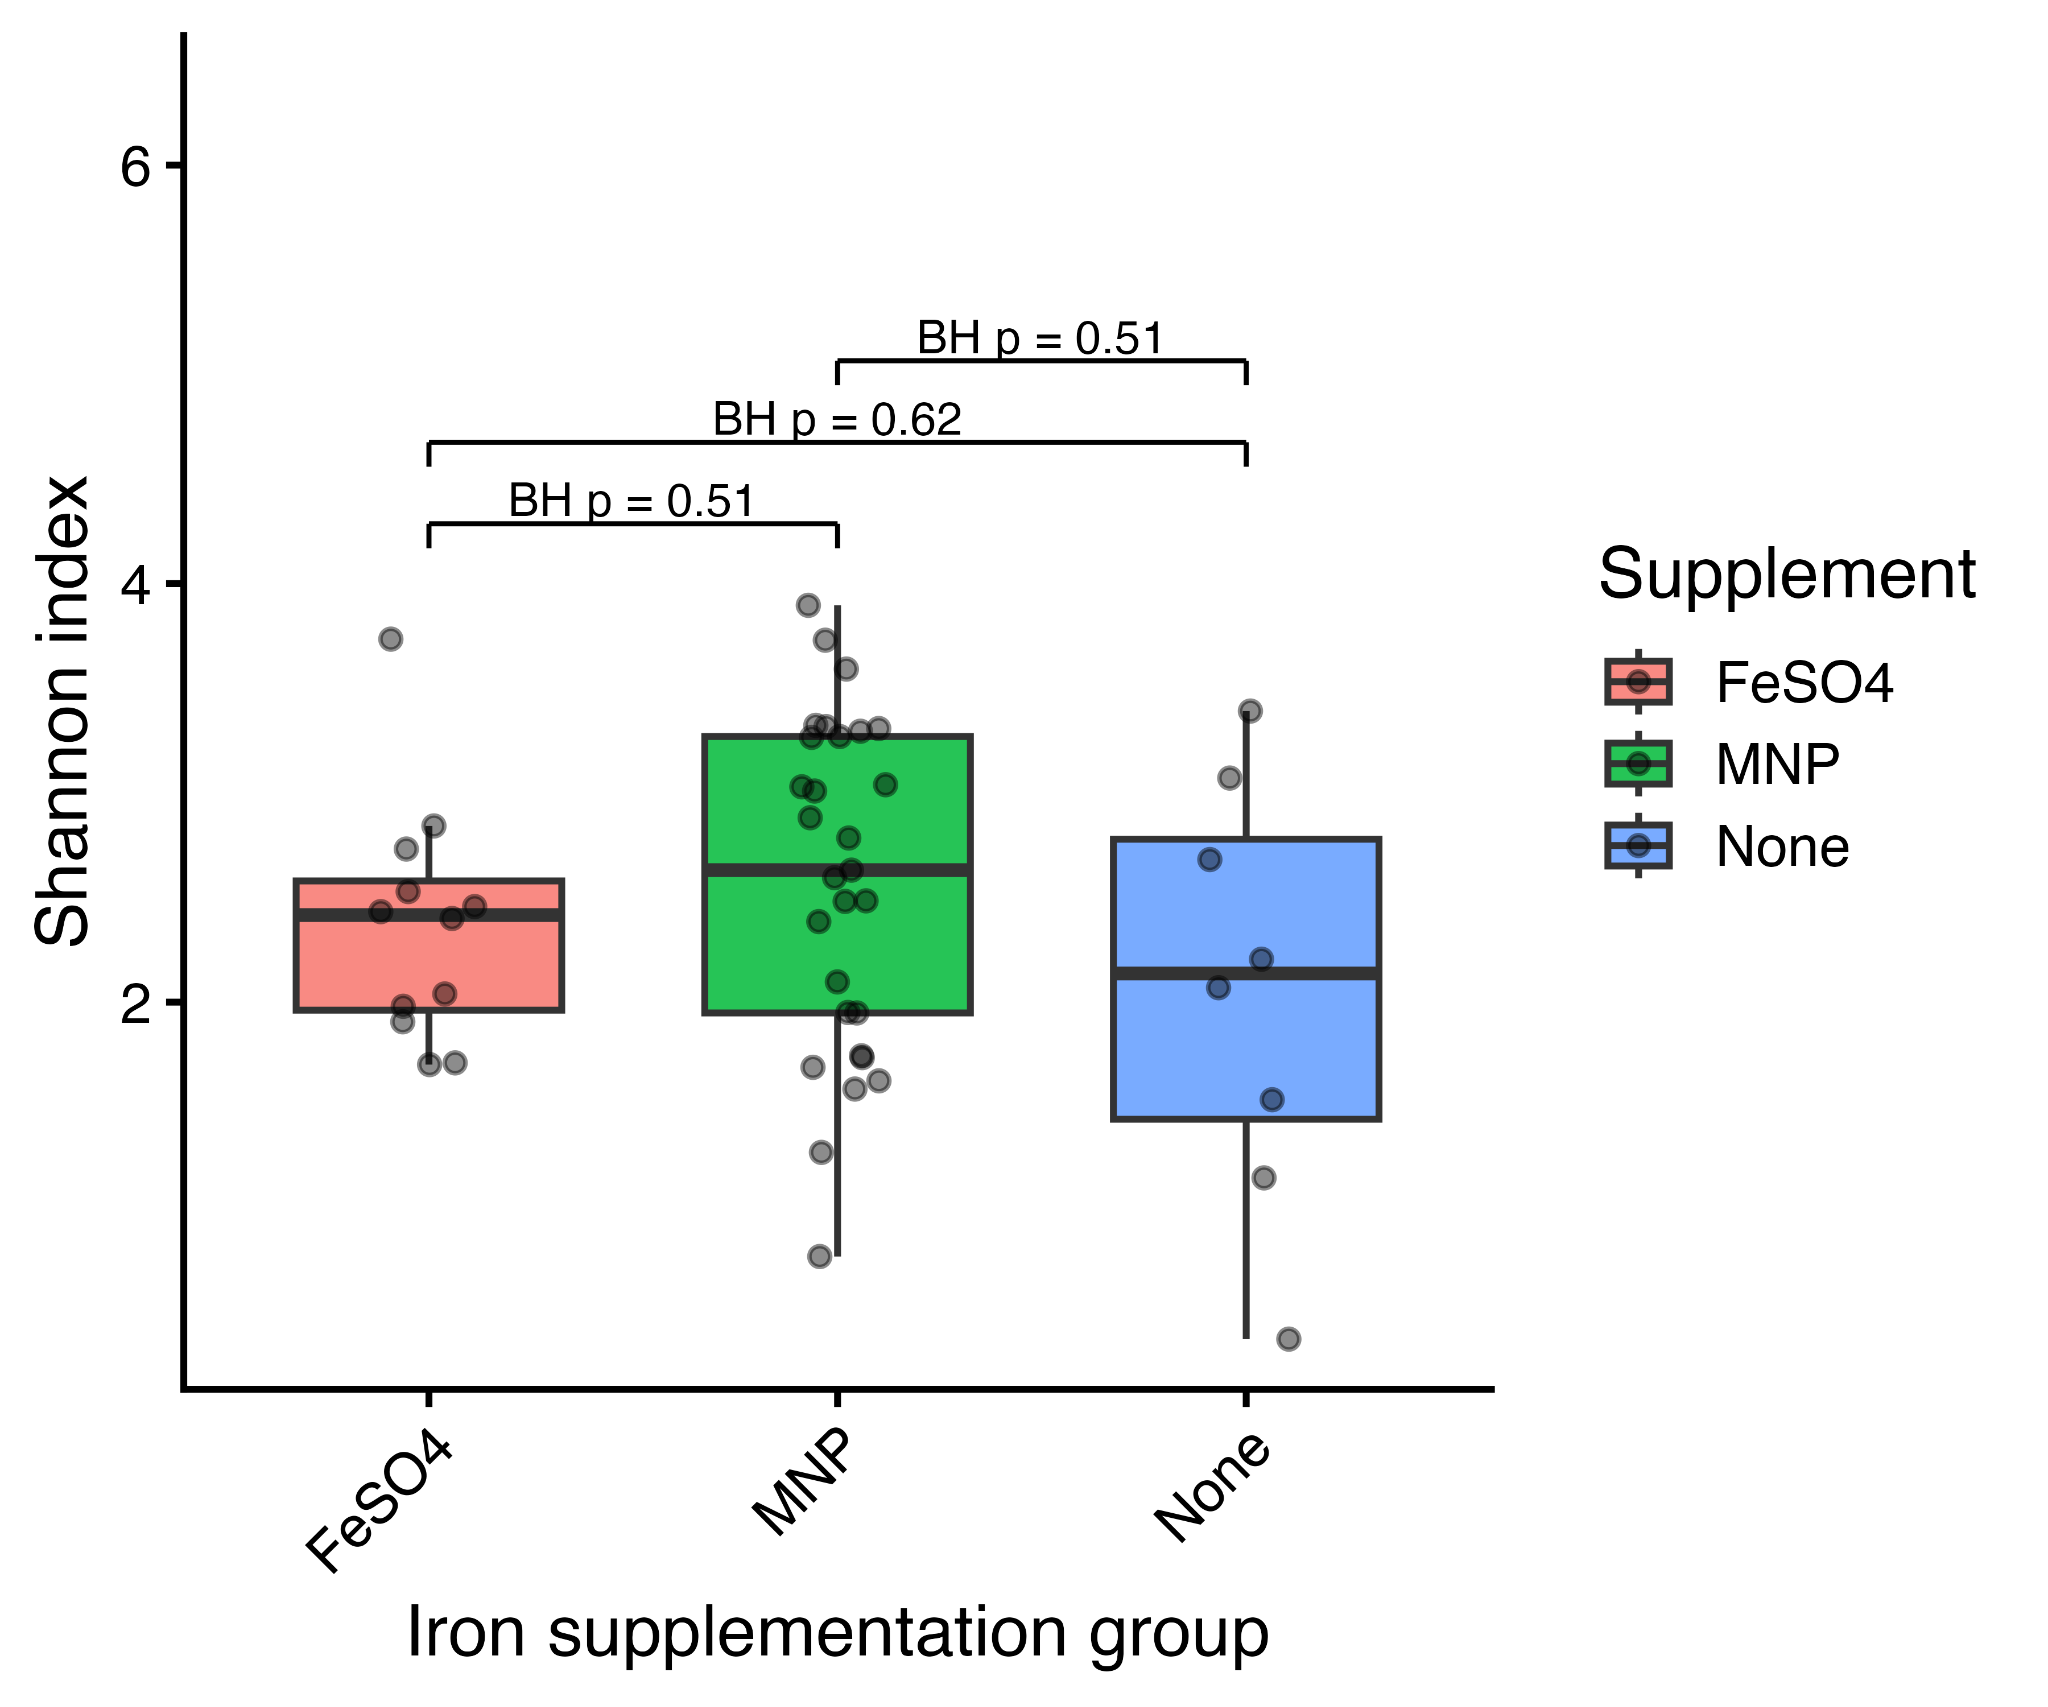 6
4
2
Shannon index
BH p = 0.51
BH p = 0.62
BH p = 0.51
FeSO4
MNP
None
Iron supplementation group
Supplement
FeSO4
MNP
None